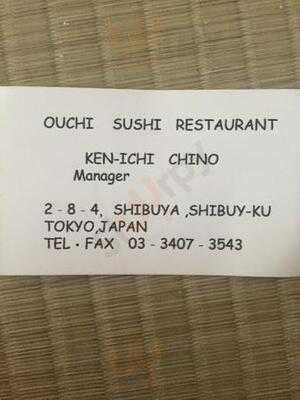 OUCHI SUSHI RESTAURANT
KEN-ICHI CHINO
Manager
2 - 8 - 4, SHIBUYA ,SHIBUY-KU
TOKYO,JAPAN
TEL・FAX 03 - 3407 - 3543